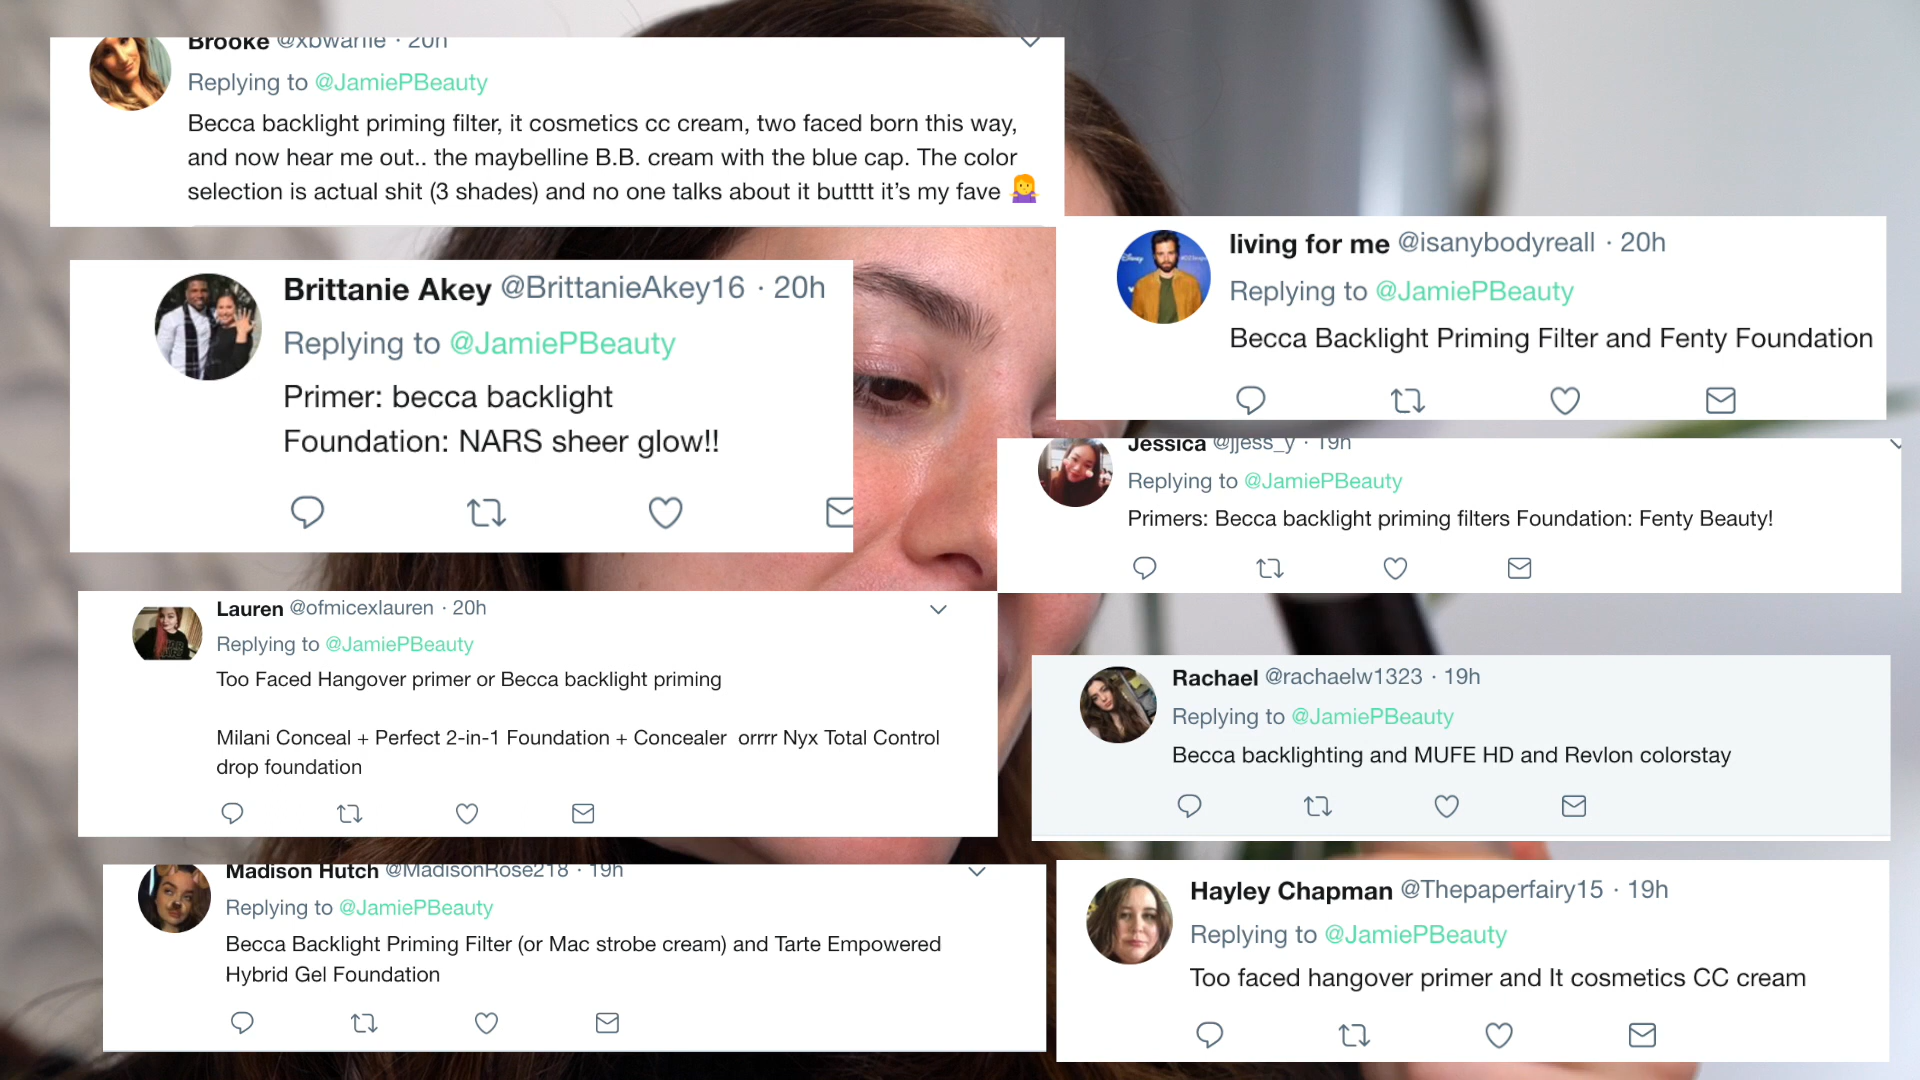 Brooke @xbwarlie · 20h
Replying to @JamiePBeauty
Becca backlight priming filter, it cosmetics cc cream, two faced born this way,
and now hear me out.. the maybelline B.B. cream with the blue cap. The color
selection is actual shit (3 shades) and no one talks about it butttt it's my fave 🤷‍♀️
Brittanie Akey @BrittanieAkey16 · 20h
Replying to @JamiePBeauty
Primer: becca backlight
Foundation: NARS sheer glow!!
Lauren @ofmicexlauren · 20h
Replying to @JamiePBeauty
Too Faced Hangover primer or Becca backlight priming
Milani Conceal + Perfect 2-in-1 Foundation + Concealer orrrr Nyx Total Control
drop foundation
Madison Hutch @MadisonRose218 · 19h
Replying to @JamiePBeauty
Becca Backlight Priming Filter (or Mac strobe cream) and Tarte Empowered
Hybrid Gel Foundation
living for me @isanybodyreall · 20h
Replying to @JamiePBeauty
Becca Backlight Priming Filter and Fenty Foundation
Jessica @jjess_y · 19h
Replying to @JamiePBeauty
Primers: Becca backlight priming filters Foundation: Fenty Beauty!
Rachael @rachaelw1323 · 19h
Replying to @JamiePBeauty
Becca backlighting and MUFE HD and Revlon colorstay
Hayley Chapman @Thepaperfairy15 · 19h
Replying to @JamiePBeauty
Too faced hangover primer and It cosmetics CC cream